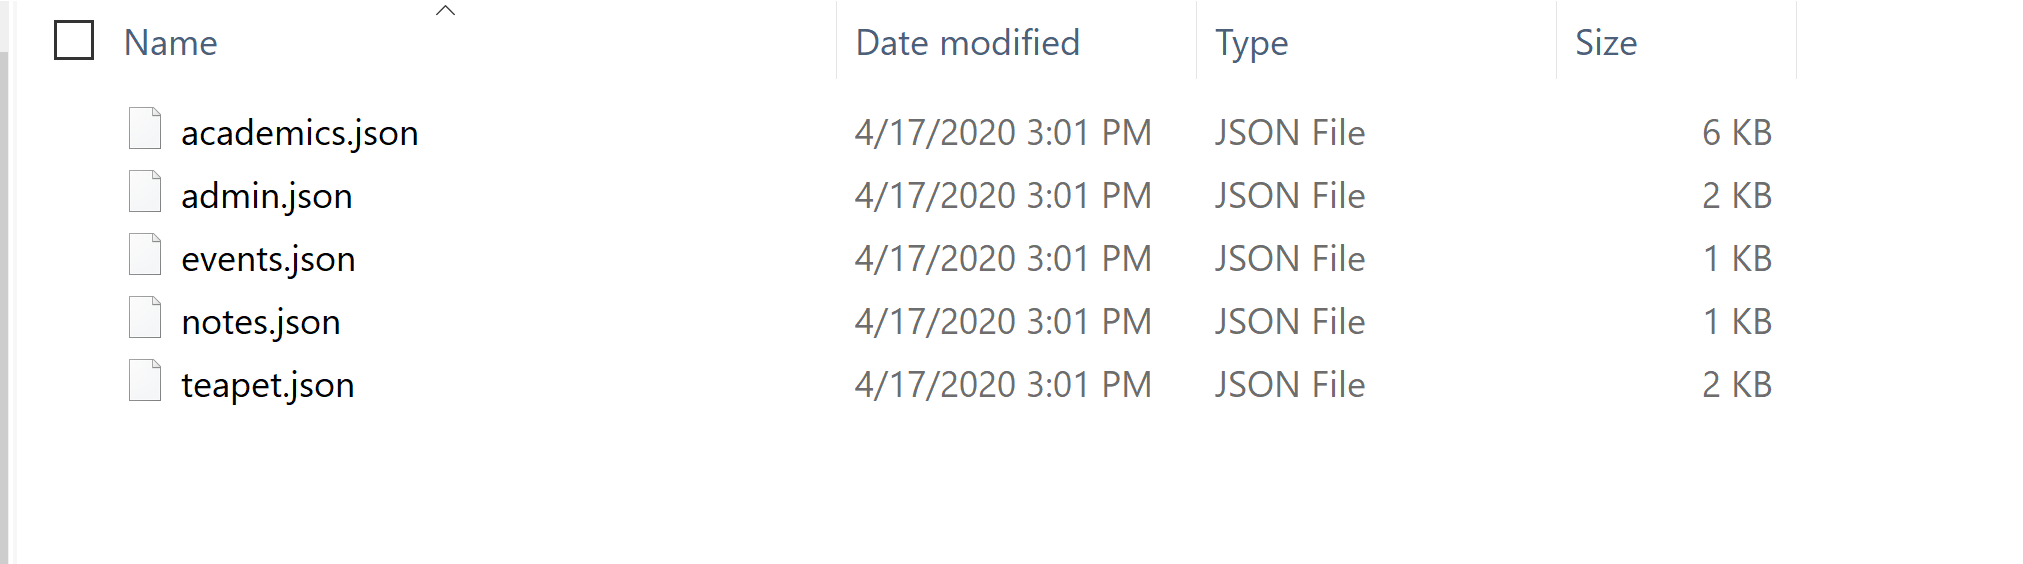 Name Date modified Type Size
academics.json 4/17/2020 3:01 PM JSON File 6 KB
admin.json 4/17/2020 3:01 PM JSON File 2 KB
events.json 4/17/2020 3:01 PM JSON File 1 KB
notes.json 4/17/2020 3:01 PM JSON File 1 KB
teapet.json 4/17/2020 3:01 PM JSON File 2 KB